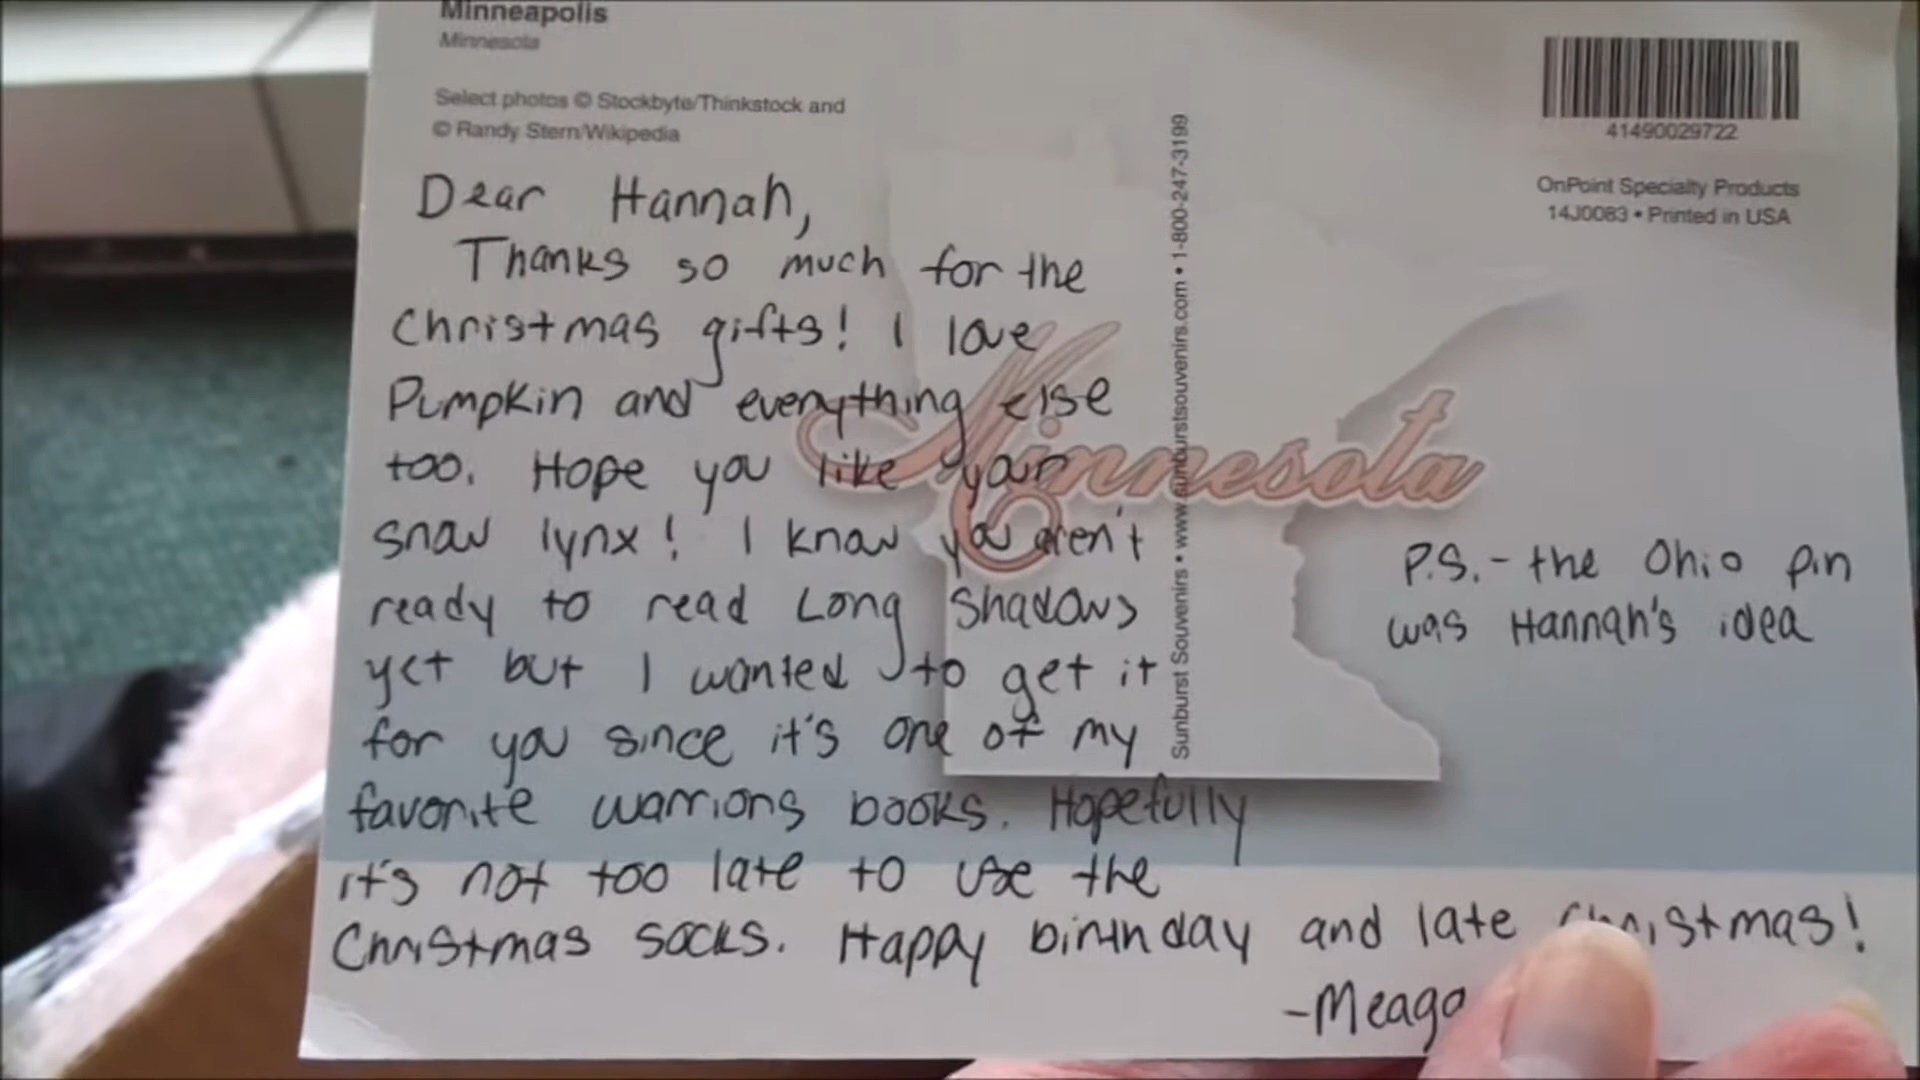 Minneapolis
Minnesota
Select photos © Stockbyte/Thinkstock and
© Randy Stern/Wikipedia
Dear Hannah,
Thanks so much for the
Christmas gifts! I love
Pumpkin and everything else
too. Hope you like your
snow lynx! I know you aren't
ready to read Long Shadows
yet but I wanted to get it
for you since it's one of my
favorite warriors books. Hopefully
it's not too late to use the
Christmas socks. Happy birthday and late Christmas!
-Meaga
Minnesota
Sunburst Souvenirs • www.sunburstsouvenirs.com • 1-800-247-3199
41490029722
OnPoint Specialty Products
14J0083 • Printed in USA
P.S.- the Ohio pin
was Hannah's idea